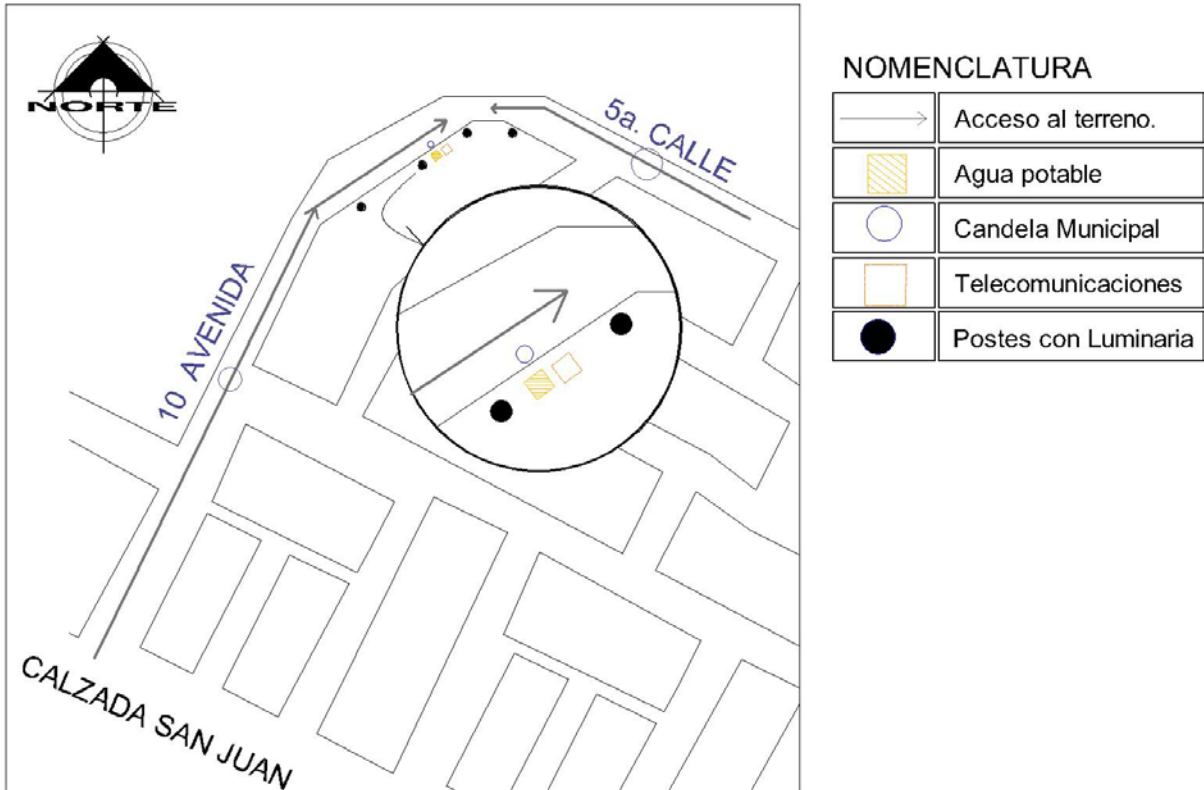 NORTE
5a. CALLE
10 AVENIDA
CALZADA SAN JUAN
NOMENCLATURA
Acceso al terreno.
Agua potable
Candela Municipal
Telecomunicaciones
Postes con Luminaria